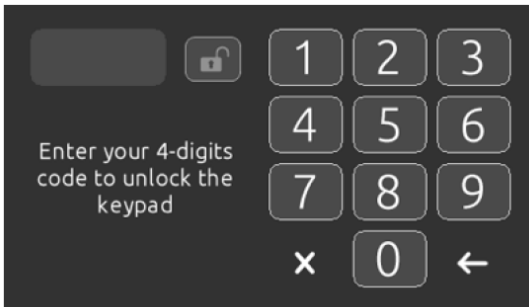 1 2 3
4 5 6
Enter your 4-digits
code to unlock the
keypad
7 8 9
x 0 ←